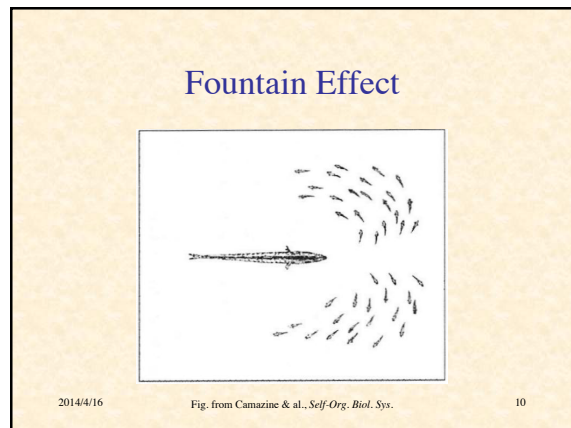 Fountain Effect
2014/4/16 Fig. from Camazine & al., Self-Org. Biol. Sys. 10